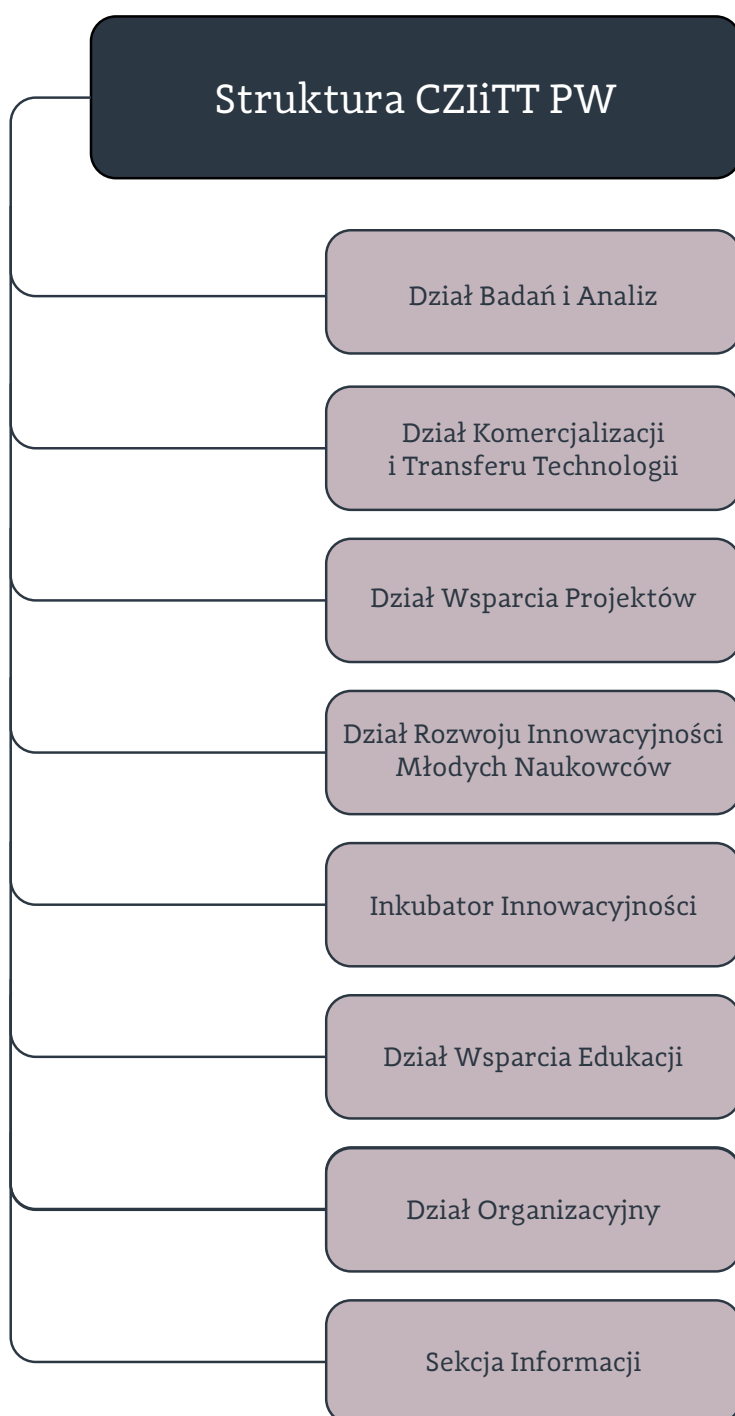 Struktura CZIiTT PW
Dział Badań i Analiz
Dział Komercjalizacji
i Transferu Technologii
Dział Wsparcia Projektów
Dział Rozwoju Innowacyjności
Młodych Naukowców
Inkubator Innowacyjności
Dział Wsparcia Edukacji
Dział Organizacyjny
Sekcja Informacji